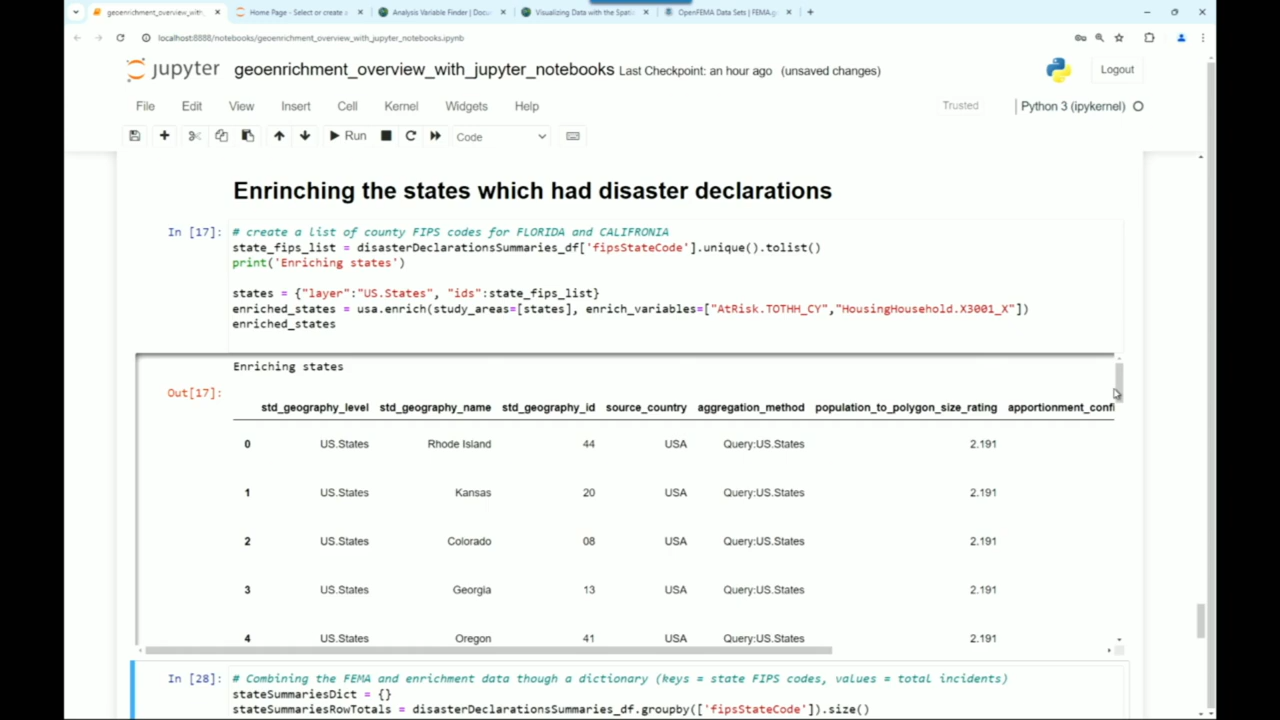 geoenrichment_overview_with_
Home Page - Select or create a
Analysis Variable Finder | Docu
Visualizing Data with the Spati
OpenFEMA Data Sets | FEMA.g
localhost:8888/notebooks/geoenrichment_overview_with_jupyter_notebooks.ipynb
jupyter geoenrichment_overview_with_jupyter_notebooks Last Checkpoint: an hour ago (unsaved changes)
Logout
File Edit View Insert Cell Kernel Widgets Help
Trusted
Python 3 (ipykernel)
Run
Code
Enrinching the states which had disaster declarations
In [17]: # create a list of county FIPS codes for FLORIDA and CALIFRONIA
state_fips_list = disasterDeclarationsSummaries_df['fipsStateCode'].unique().tolist()
print('Enriching states')
states = {"layer":"US.States", "ids":state_fips_list}
enriched_states = usa.enrich(study_areas=[states], enrich_variables=["AtRisk.TOTHH_CY","HousingHousehold.X3001_X"])
enriched_states
Enriching states
Out[17]:
std_geography_level std_geography_name std_geography_id source_country aggregation_method population_to_polygon_size_rating apportionment_confi
0 US.States Rhode Island 44 USA Query:US.States 2.191
1 US.States Kansas 20 USA Query:US.States 2.191
2 US.States Colorado 08 USA Query:US.States 2.191
3 US.States Georgia 13 USA Query:US.States 2.191
4 US.States Oregon 41 USA Query:US.States 2.191
In [28]: # Combining the FEMA and enrichment data though a dictionary (keys = state FIPS codes, values = total incidents)
stateSummariesDict = {}
stateSummariesRowTotals = disasterDeclarationsSummaries_df.groupby(['fipsStateCode']).size()